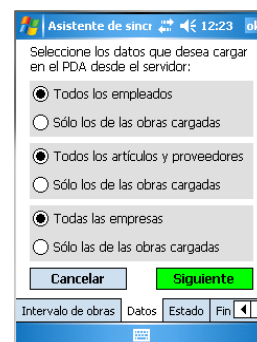 Asistente de sincr 12:23 ok
Seleccione los datos que desea cargar
en el PDA desde el servidor:
Todos los empleados
Sólo los de las obras cargadas
Todos los artículos y proveedores
Sólo los de las obras cargadas
Todas las empresas
Sólo las de las obras cargadas
Cancelar Siguiente
Intervalo de obras Datos Estado Fin